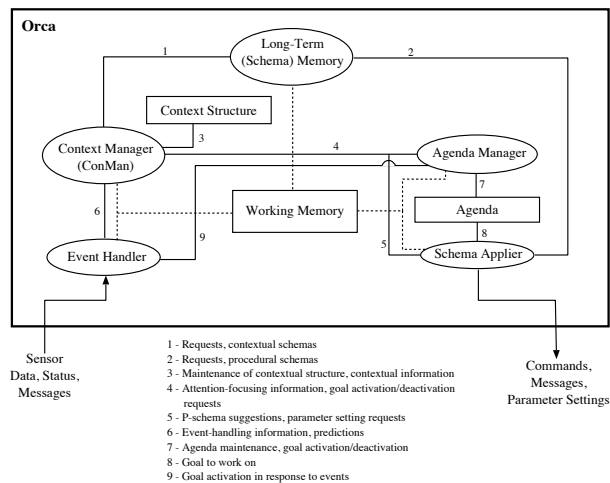 Orca
Long-Term
(Schema) Memory
1
2
Context Structure
3
Context Manager
(ConMan)
4
Agenda Manager
7
6
Working Memory
Agenda
9
5
8
Event Handler
Schema Applier
Sensor
Data, Status,
Messages
Commands,
Messages,
Parameter Settings
1 - Requests, contextual schemas
2 - Requests, procedural schemas
3 - Maintenance of contextual structure, contextual information
4 - Attention-focusing information, goal activation/deactivation
requests
5 - P-schema suggestions, parameter setting requests
6 - Event-handling information, predictions
7 - Agenda maintenance, goal activation/deactivation
8 - Goal to work on
9 - Goal activation in response to events